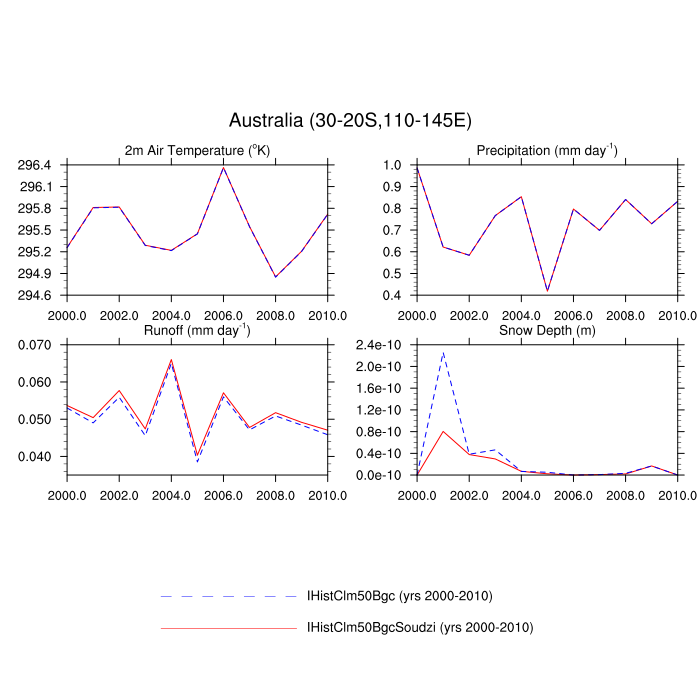 Australia (30-20S,110-145E)
2m Air Temperature (°K)
296.4
296.1
295.8
295.5
295.2
294.9
294.6
2000.0 2002.0 2004.0 2006.0 2008.0 2010.0
Precipitation (mm day⁻¹)
1.0
0.9
0.8
0.7
0.6
0.5
0.4
2000.0 2002.0 2004.0 2006.0 2008.0 2010.0
Runoff (mm day⁻¹)
0.070
0.060
0.050
0.040
2000.0 2002.0 2004.0 2006.0 2008.0 2010.0
Snow Depth (m)
2.4e-10
2.0e-10
1.6e-10
1.2e-10
0.8e-10
0.4e-10
0.0e-10
2000.0 2002.0 2004.0 2006.0 2008.0 2010.0
IHistClm50Bgc (yrs 2000-2010)
IHistClm50BgcSoudzi (yrs 2000-2010)